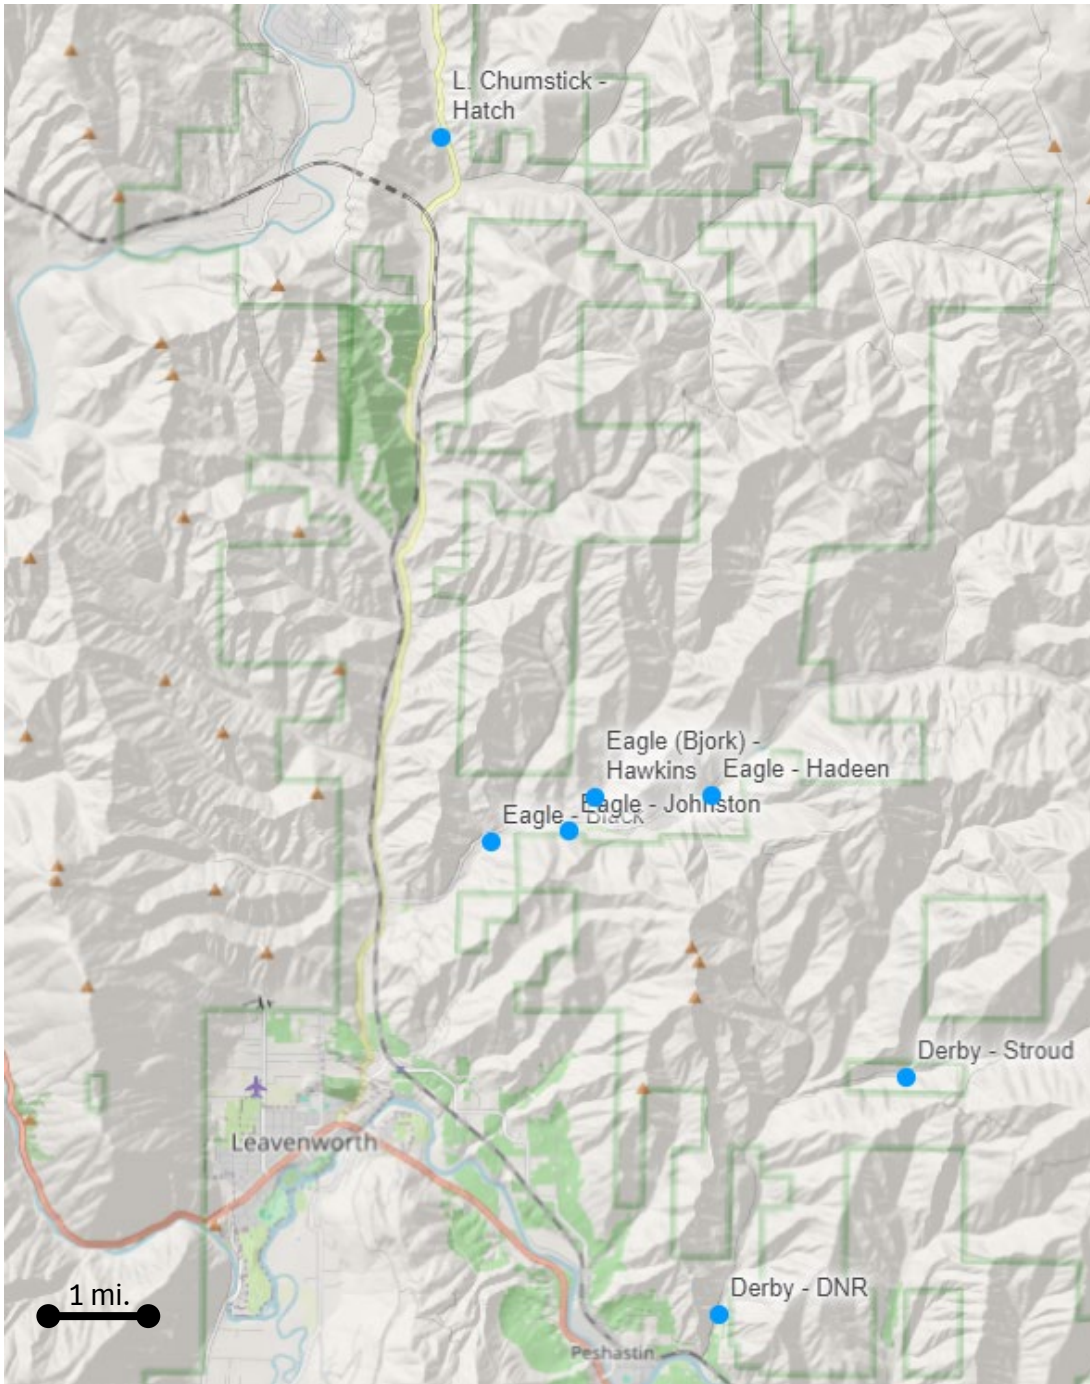 L. Chumstick -
Hatch
Eagle (Bjork) -
Hawkins
Eagle - Hadeen
Eagle - Johnston
Eagle - Black
Derby - Stroud
Leavenworth
Derby - DNR
1 mi.
Peshastin